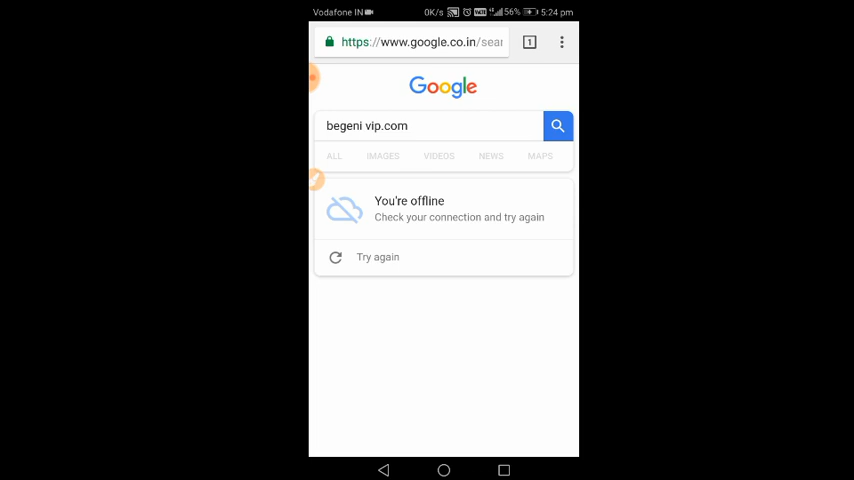 Vodafone IN 0K/s 56% 5:24 pm
https://www.google.co.in/sear 1
Google
begeni vip.com
ALL IMAGES VIDEOS NEWS MAPS
You're offline
Check your connection and try again
Try again